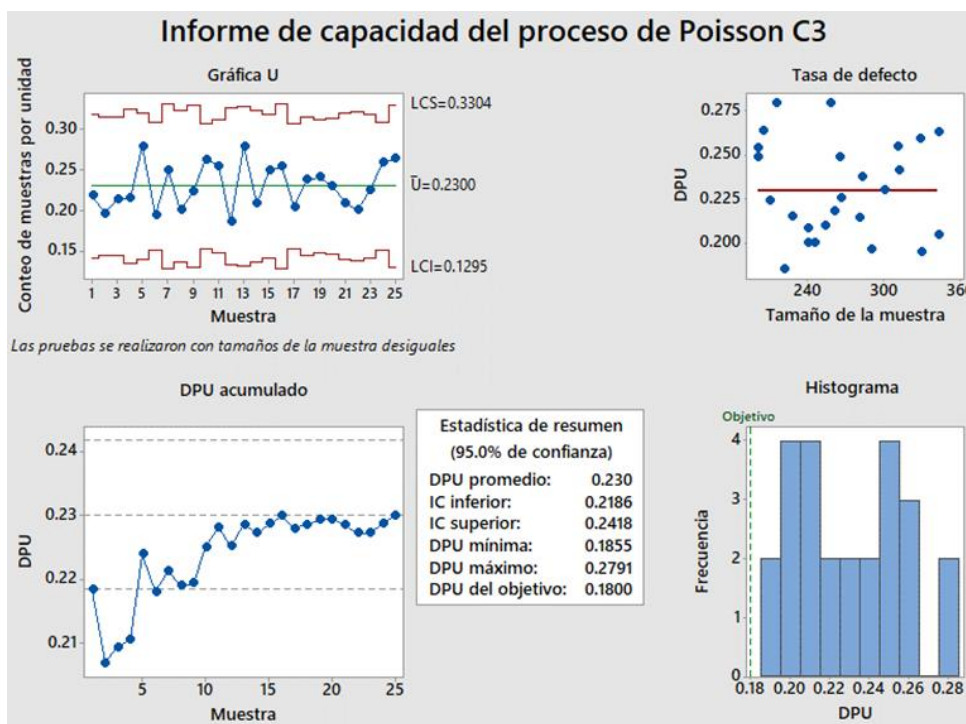 Informe de capacidad del proceso de Poisson C3
Gráfica U
Conteo de muestras por unidad
0.30
0.25
0.20
0.15
LCS=0.3304
U̅=0.2300
LCI=0.1295
1 3 5 7 9 11 13 15 17 19 21 23 25
Muestra
Tasa de defecto
DPU
0.275
0.250
0.225
0.200
240 300 360
Tamaño de la muestra
Las pruebas se realizaron con tamaños de la muestra desiguales
DPU acumulado
DPU
0.24
0.23
0.22
0.21
5 10 15 20 25
Muestra
Estadística de resumen
(95.0% de confianza)
DPU promedio: 0.230
IC inferior: 0.2186
IC superior: 0.2418
DPU mínima: 0.1855
DPU máximo: 0.2791
DPU del objetivo: 0.1800
Histograma
Objetivo
Frecuencia
4
3
2
1
0
0.18 0.20 0.22 0.24 0.26 0.28
DPU